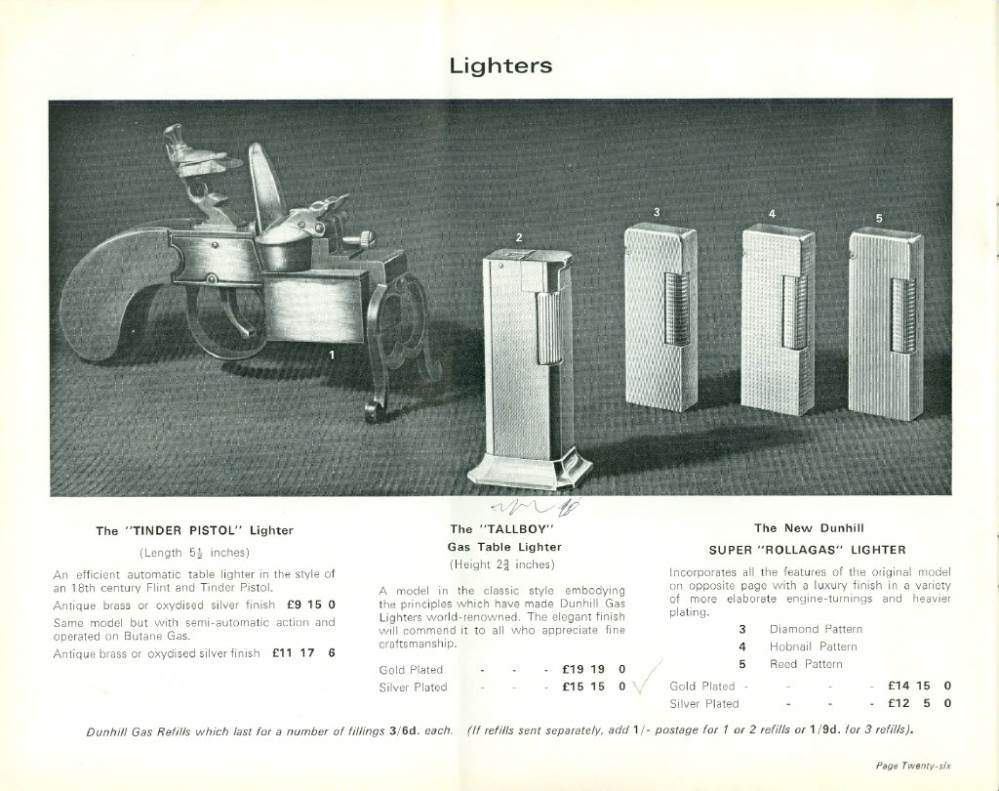 Lighters
1
2
3
4
5
The "TINDER PISTOL" Lighter
(Length 5½ inches)
An efficient automatic table lighter in the style of
an 18th century Flint and Tinder Pistol.
Antique brass or oxydised silver finish £9 15 0
Same model but with semi-automatic action and
operated on Butane Gas.
Antique brass or oxydised silver finish £11 17 6
The "TALLBOY"
Gas Table Lighter
(Height 2¾ inches)
A model in the classic style embodying
the principles which have made Dunhill Gas
Lighters world-renowned. The elegant finish
will commend it to all who appreciate fine
craftsmanship.
Gold Plated - - - £19 19 0
Silver Plated - - - £15 15 0
The New Dunhill
SUPER "ROLLAGAS" LIGHTER
Incorporates all the features of the original model
on opposite page with a luxury finish in a variety
of more elaborate engine-turnings and heavier
plating.
3 Diamond Pattern
4 Hobnail Pattern
5 Reed Pattern
Gold Plated - - - - £14 15 0
Silver Plated - - - £12 5 0
Dunhill Gas Refills which last for a number of fillings 3/6d. each. (If refills sent separately, add 1/- postage for 1 or 2 refills or 1/9d. for 3 refills).
Page Twenty-six